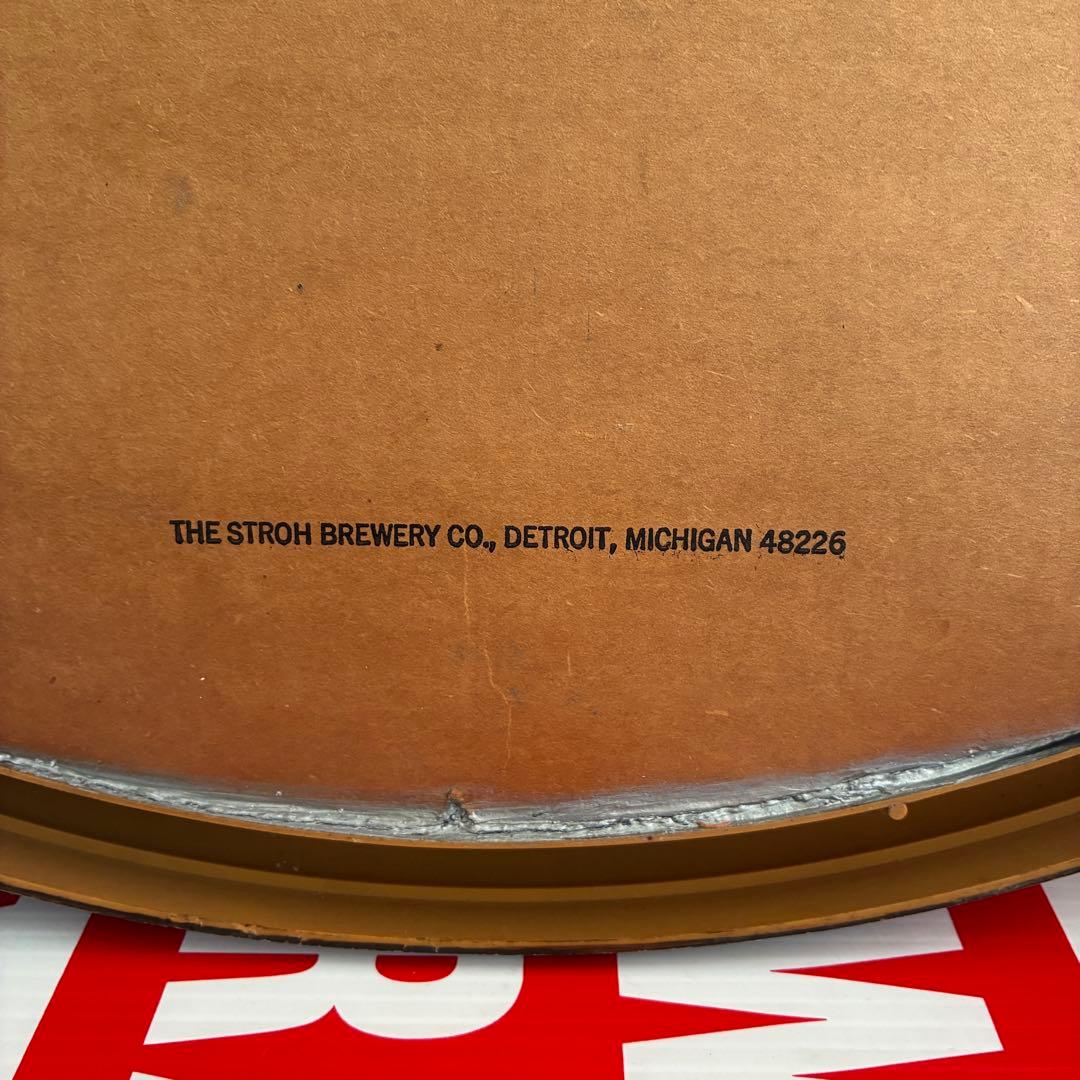 THE STROH BREWERY CO., DETROIT, MICHIGAN 48226